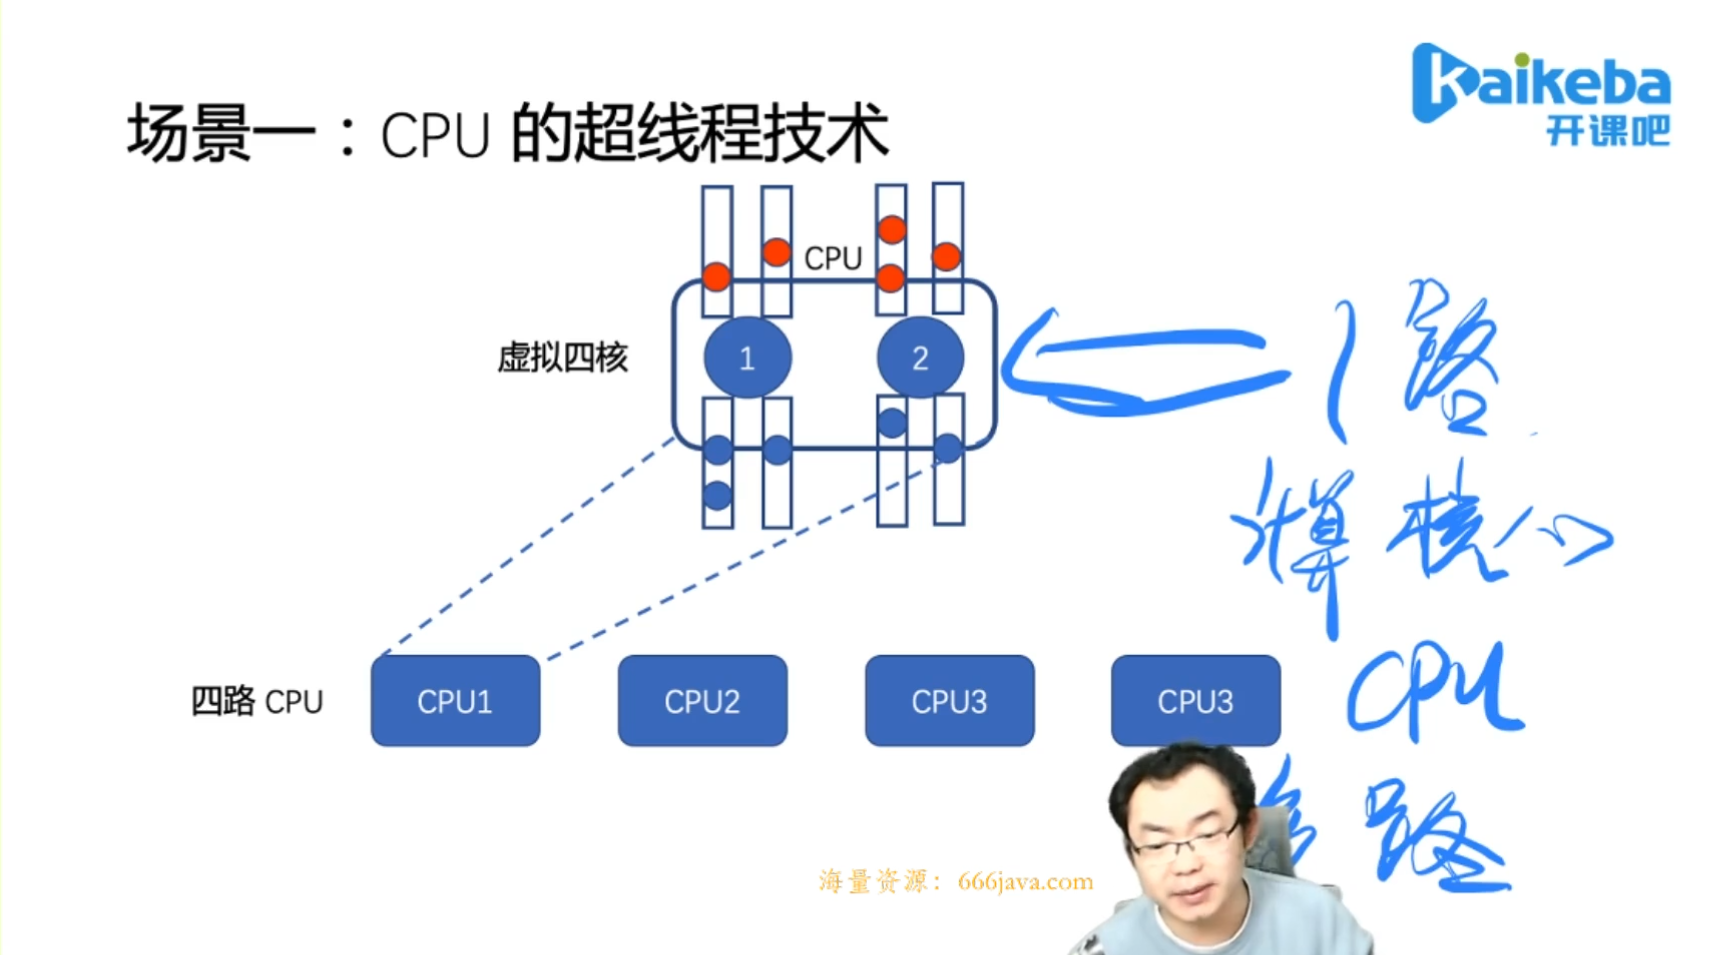 Kaikeba
开课吧
场景一：CPU 的超线程技术
CPU
虚拟四核
1
2
1路
计算核心
CPU
多路
四路 CPU
CPU1
CPU2
CPU3
CPU3
海量资源：666java.com